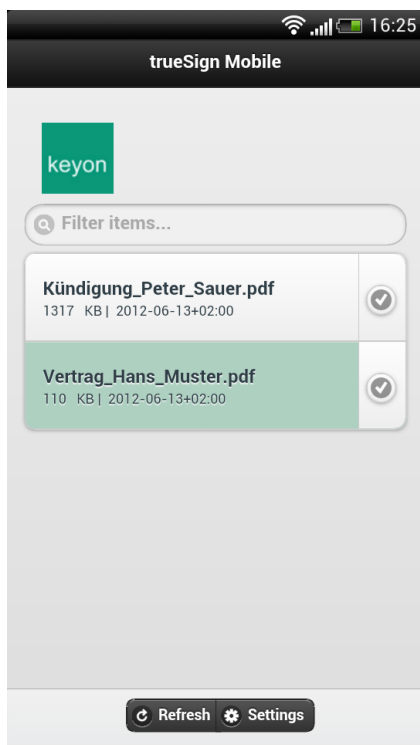 16:25
trueSign Mobile
keyon
Filter items...
Kündigung_Peter_Sauer.pdf
1317 KB | 2012-06-13+02:00
Vertrag_Hans_Muster.pdf
110 KB | 2012-06-13+02:00
Refresh Settings